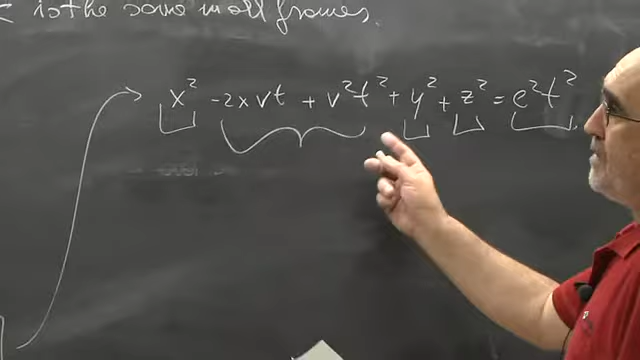 is the same in all frames.
x² - 2xvt + v²t² + y² + z² = c²t²